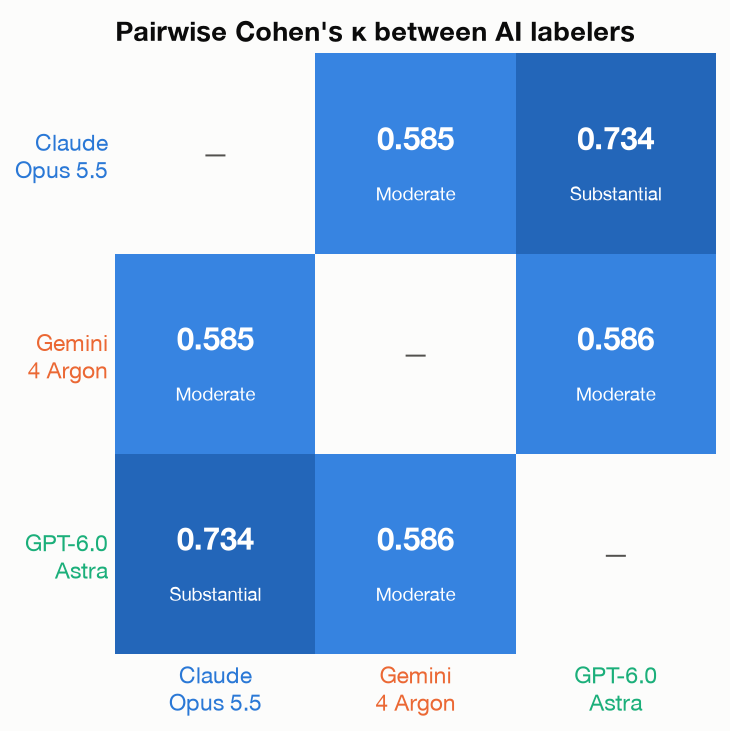 Pairwise Cohen's κ between AI labelers
Claude
Opus 5.5
—
0.585
Moderate
0.734
Substantial
Gemini
4 Argon
0.585
Moderate
—
0.586
Moderate
GPT-6.0
Astra
0.734
Substantial
0.586
Moderate
—
Claude
Opus 5.5
Gemini
4 Argon
GPT-6.0
Astra